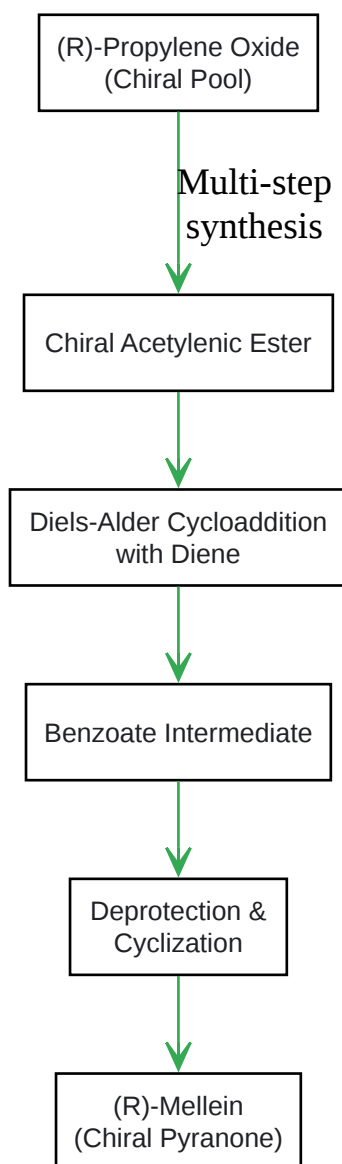 (R)-Propylene Oxide
(Chiral Pool)
Multi-step
synthesis
Chiral Acetylenic Ester
Diels-Alder Cycloaddition
with Diene
Benzoate Intermediate
Deprotection &
Cyclization
(R)-Mellein
(Chiral Pyranone)